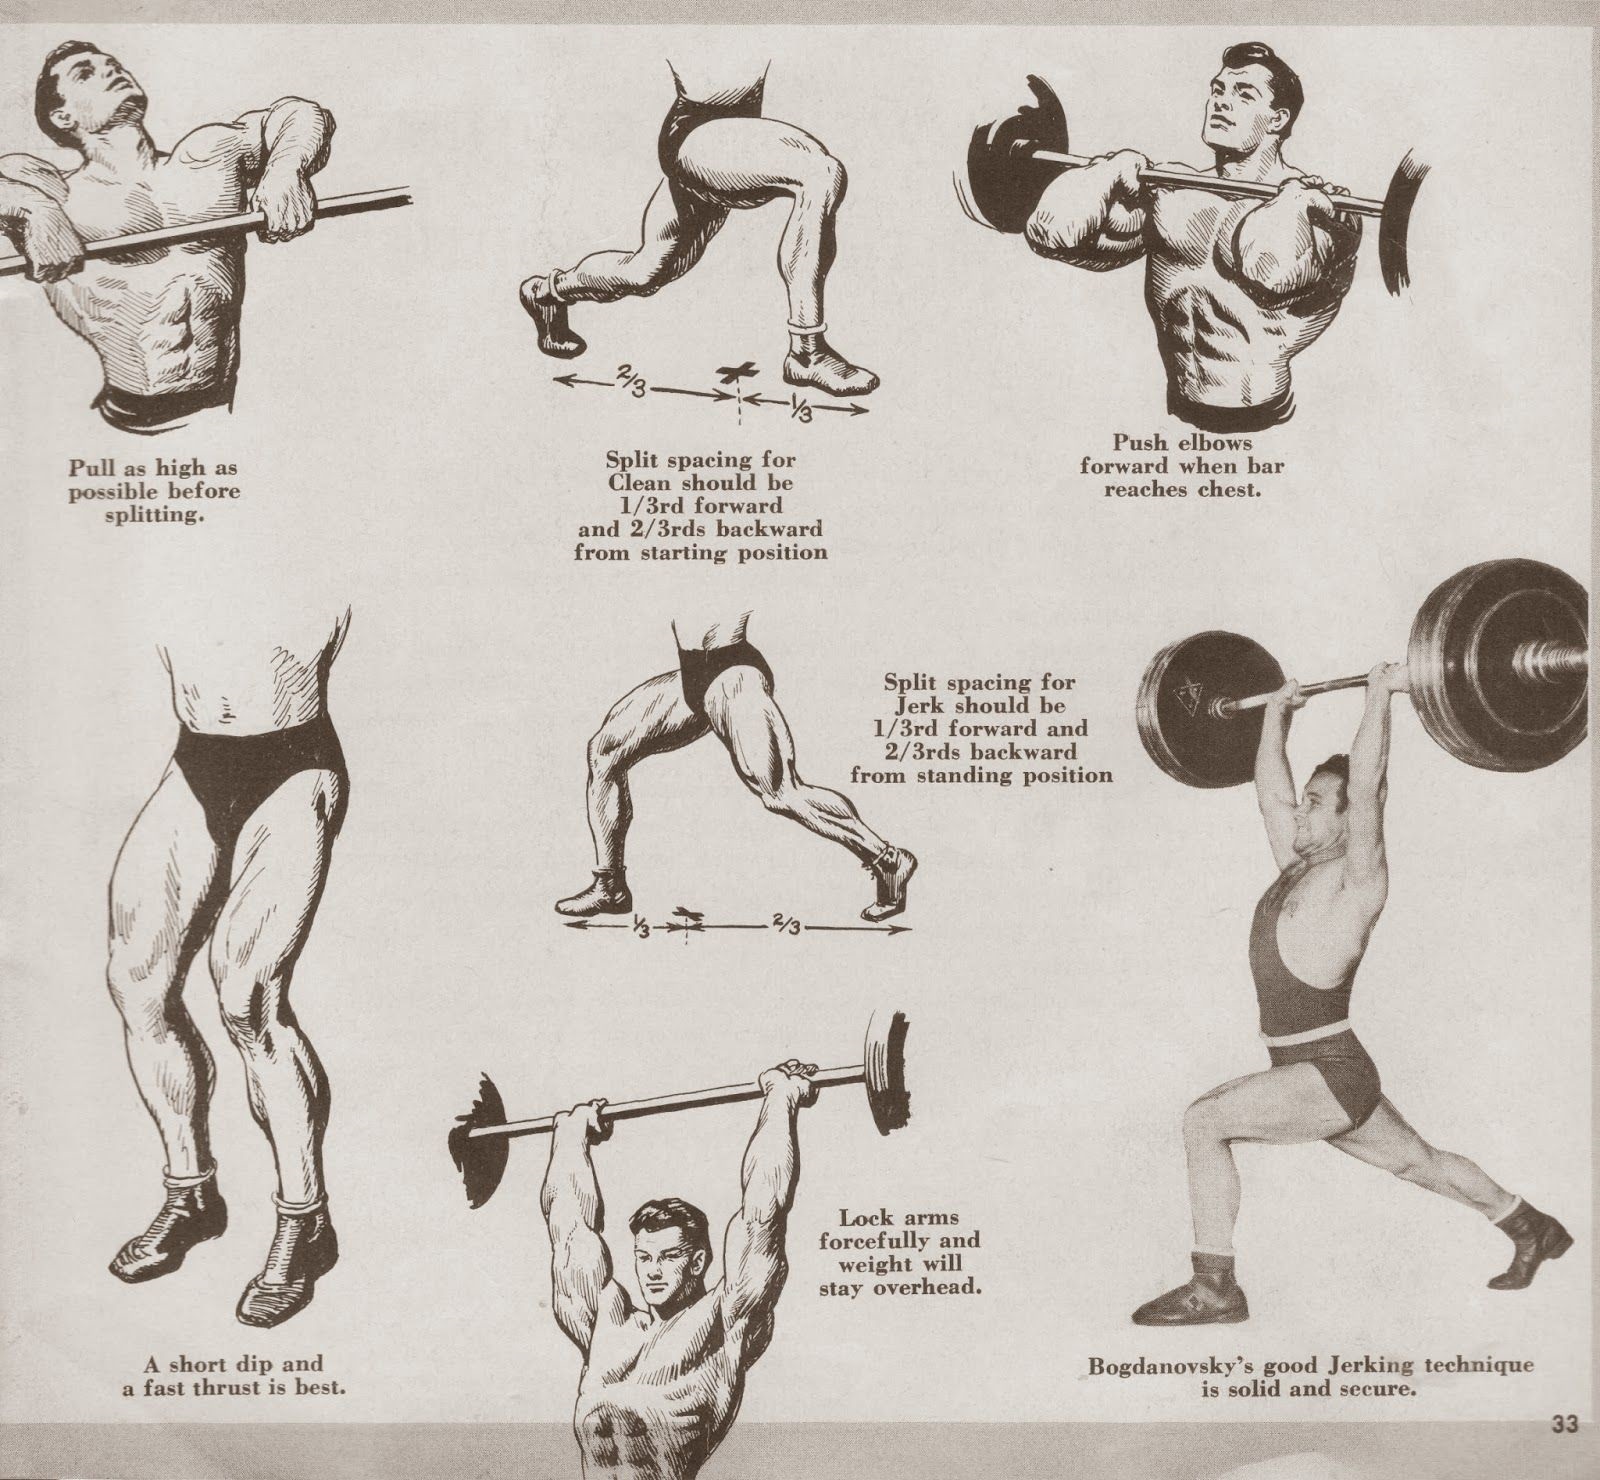 Pull as high as
possible before
splitting.
2/3
1/3
Split spacing for
Clean should be
1/3rd forward
and 2/3rds backward
from starting position
Push elbows
forward when bar
reaches chest.
Split spacing for
Jerk should be
1/3rd forward and
2/3rds backward
from standing position
1/3
2/3
A short dip and
a fast thrust is best.
Lock arms
forcefully and
weight will
stay overhead.
Bogdanovsky's good Jerking technique
is solid and secure.
33